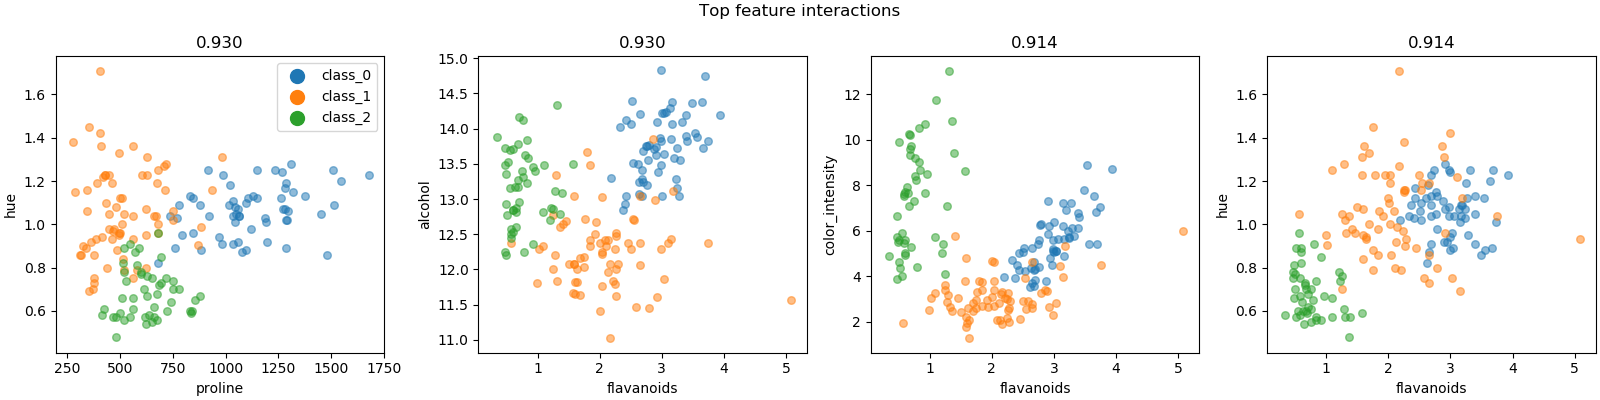 Top feature interactions
0.930
class_0
class_1
class_2
hue
1.6
1.4
1.2
1.0
0.8
0.6
250 500 750 1000 1250 1500 1750
proline
0.930
alcohol
15.0
14.5
14.0
13.5
13.0
12.5
12.0
11.5
11.0
1 2 3 4 5
flavanoids
0.914
color_intensity
12
10
8
6
4
2
1 2 3 4 5
flavanoids
0.914
hue
1.6
1.4
1.2
1.0
0.8
0.6
1 2 3 4 5
flavanoids